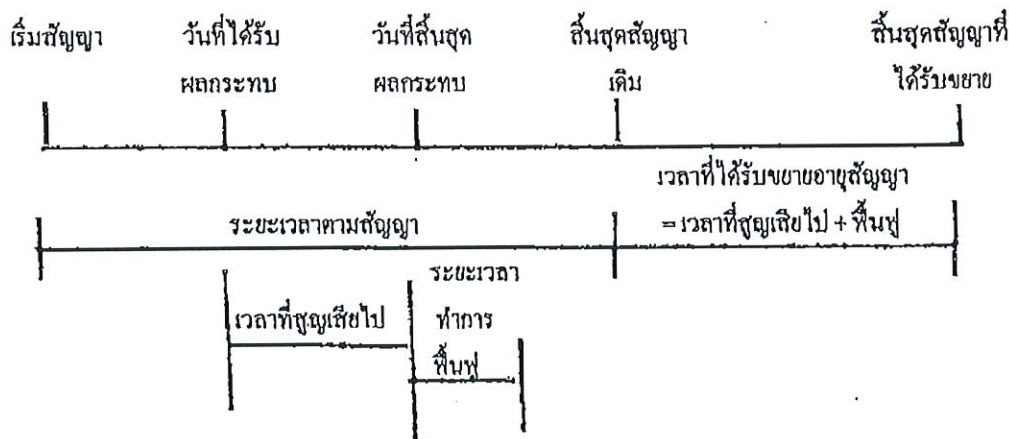 เริ่มสัญญา วันที่ได้รับ วันที่สิ้นสุด สิ้นสุดสัญญา สิ้นสุดสัญญาที่
ผลกระทบ ผลกระทบ เดิม ได้รับขยาย
เวลาที่ได้รับขยายอายุสัญญา
ระยะเวลาตามสัญญา = เวลาที่สูญเสียไป + ฟื้นฟู
ระยะเวลา
เวลาที่สูญเสียไป ทำการ
ฟื้นฟู